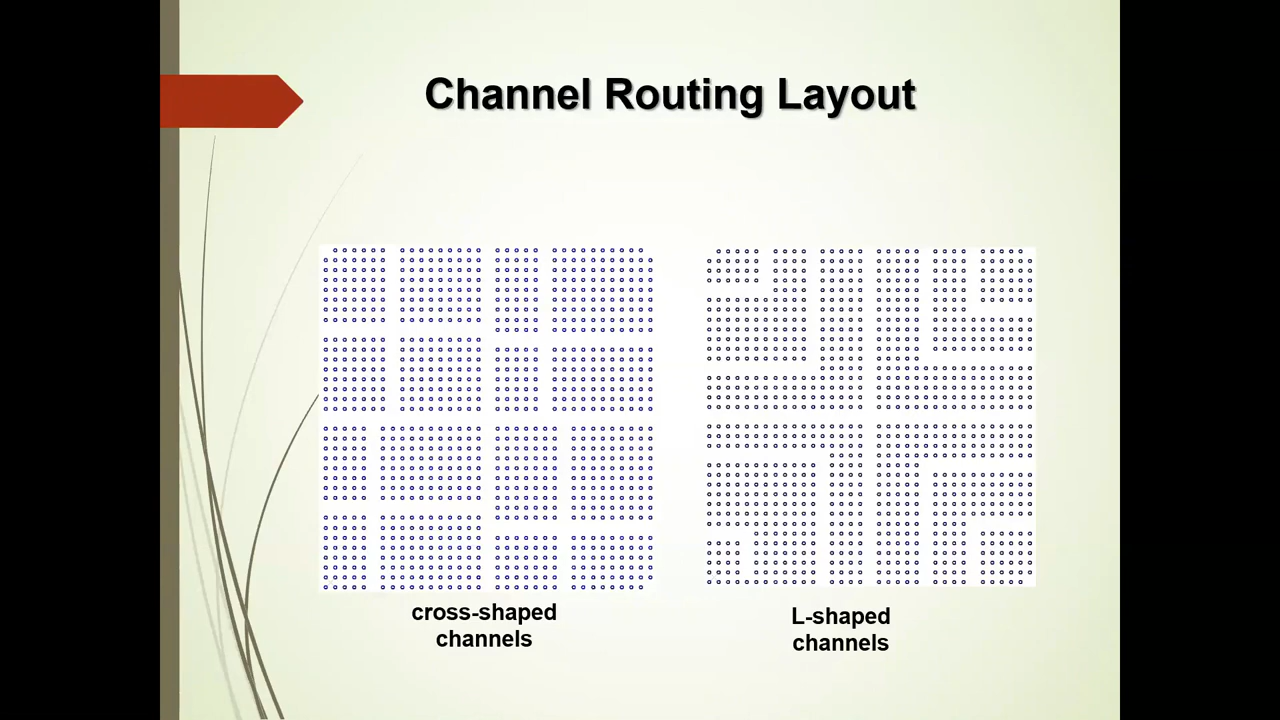 Channel Routing Layout
cross-shaped
channels
L-shaped
channels